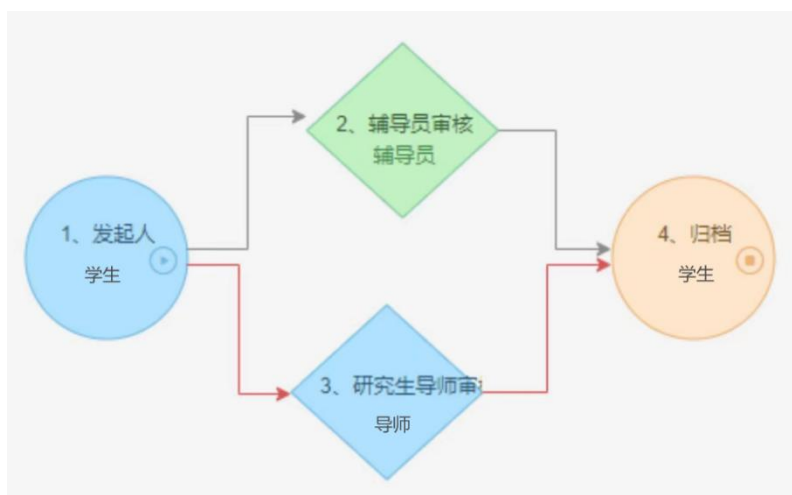 1、发起人
学生
2、辅导员审核
辅导员
3、研究生导师审
导师
4、归档
学生